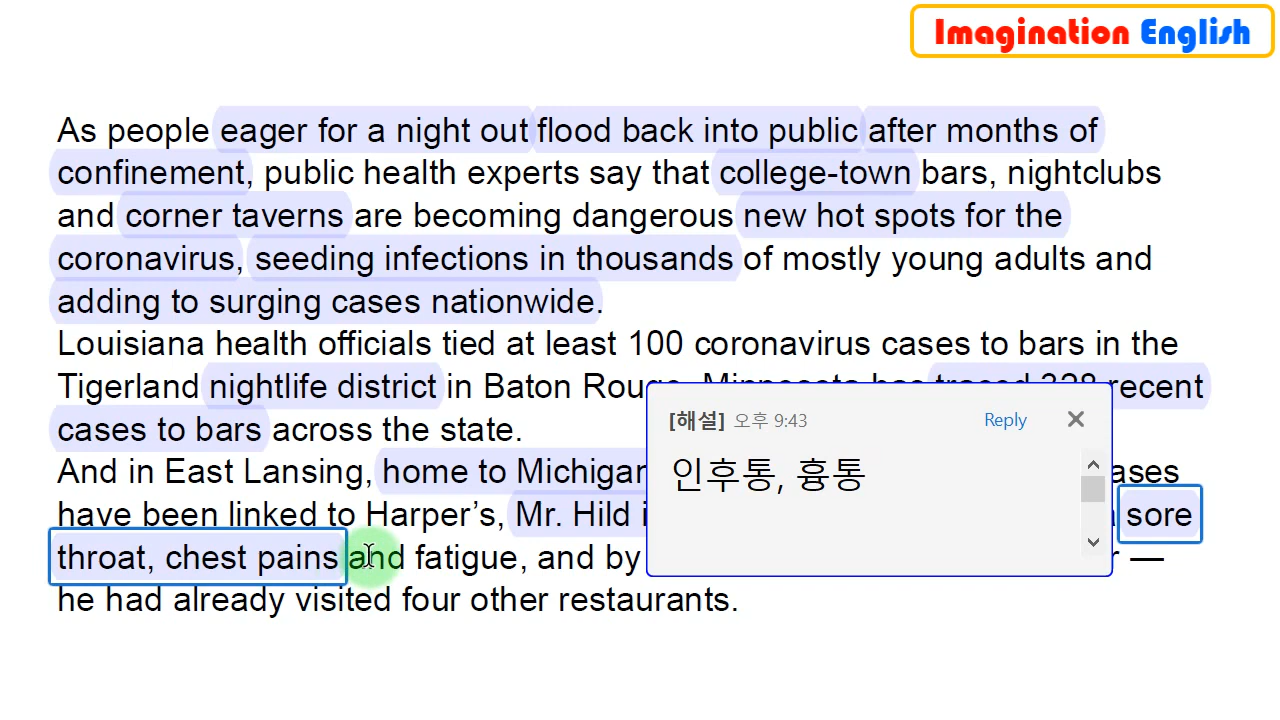 Imagination English
As people eager for a night out flood back into public after months of
confinement, public health experts say that college-town bars, nightclubs
and corner taverns are becoming dangerous new hot spots for the
coronavirus, seeding infections in thousands of mostly young adults and
adding to surging cases nationwide.
Louisiana health officials tied at least 100 coronavirus cases to bars in the
Tigerland nightlife district in Baton Rouge. Minnesota has traced 328 recent
cases to bars across the state.
[해설] 오후 9:43 Reply
인후통, 흉통
And in East Lansing, home to Michigan
have been linked to Harper’s, Mr. Hild sore
throat, chest pains and fatigue, and by —
he had already visited four other restaurants.